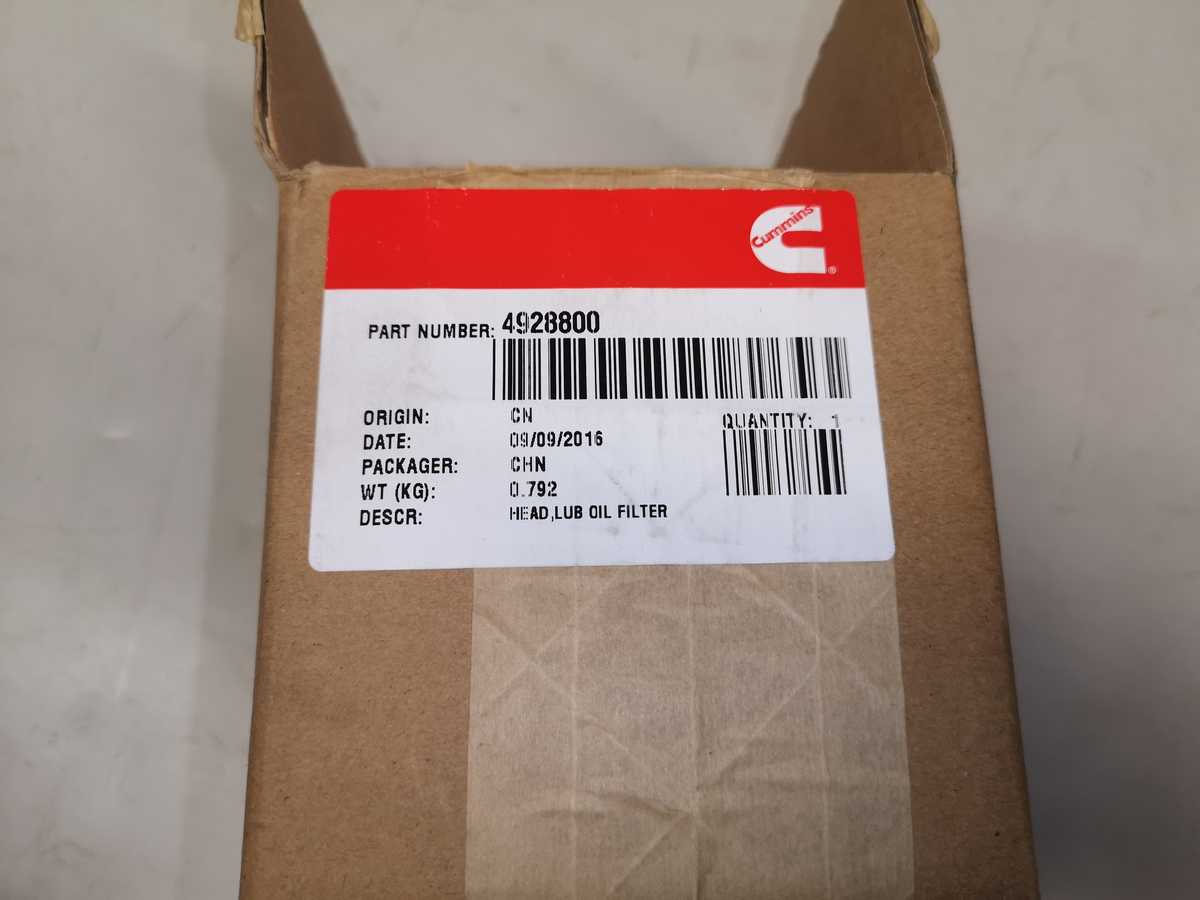 Cummins
®
PART NUMBER: 4928800
ORIGIN: CN
QUANTITY: 1
DATE: 09/09/2016
PACKAGER: CHN
WT (KG): 0.792
DESCR: HEAD,LUB OIL FILTER